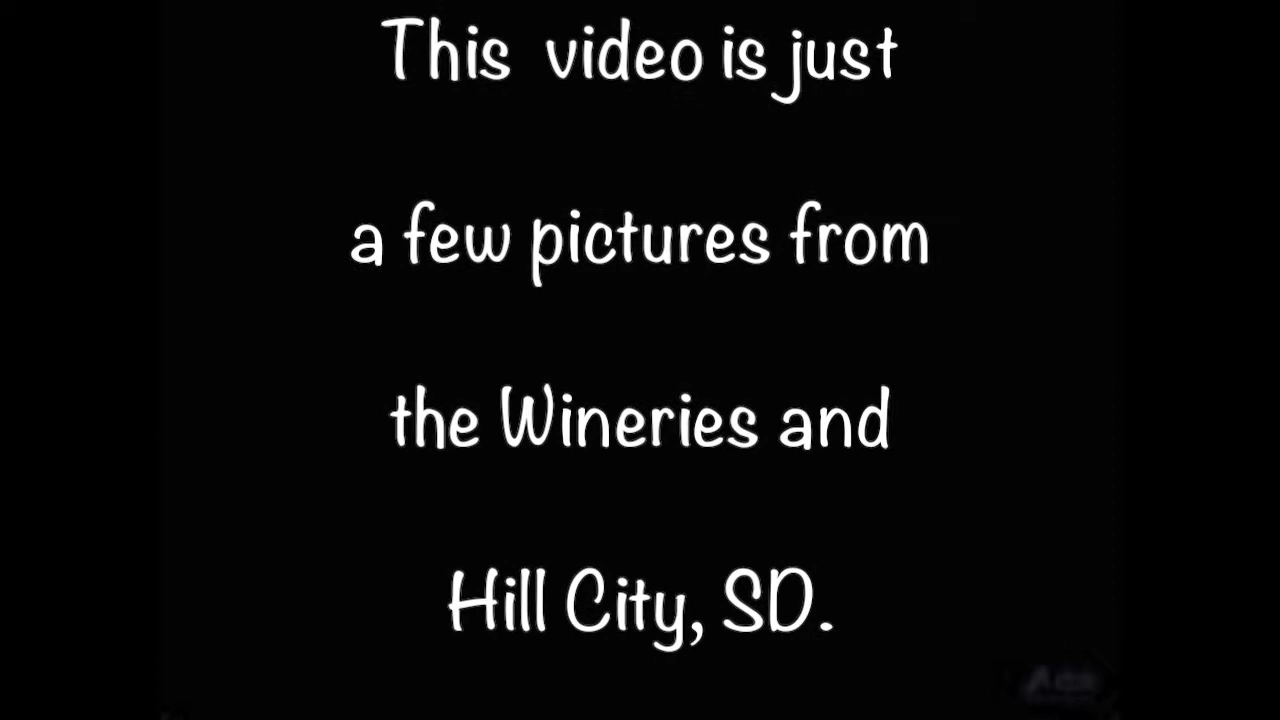 This video is just
a few pictures from
the Wineries and
Hill City, SD.